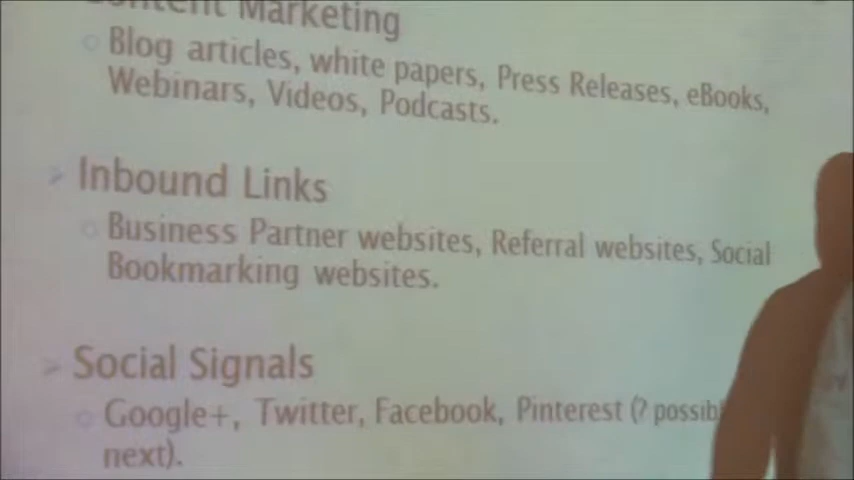 Content Marketing
Blog articles, white papers, Press Releases, eBooks,
Webinars, Videos, Podcasts.
Inbound Links
Business Partner websites, Referral websites, Social
Bookmarking websites.
Social Signals
Google+, Twitter, Facebook, Pinterest (?
next).